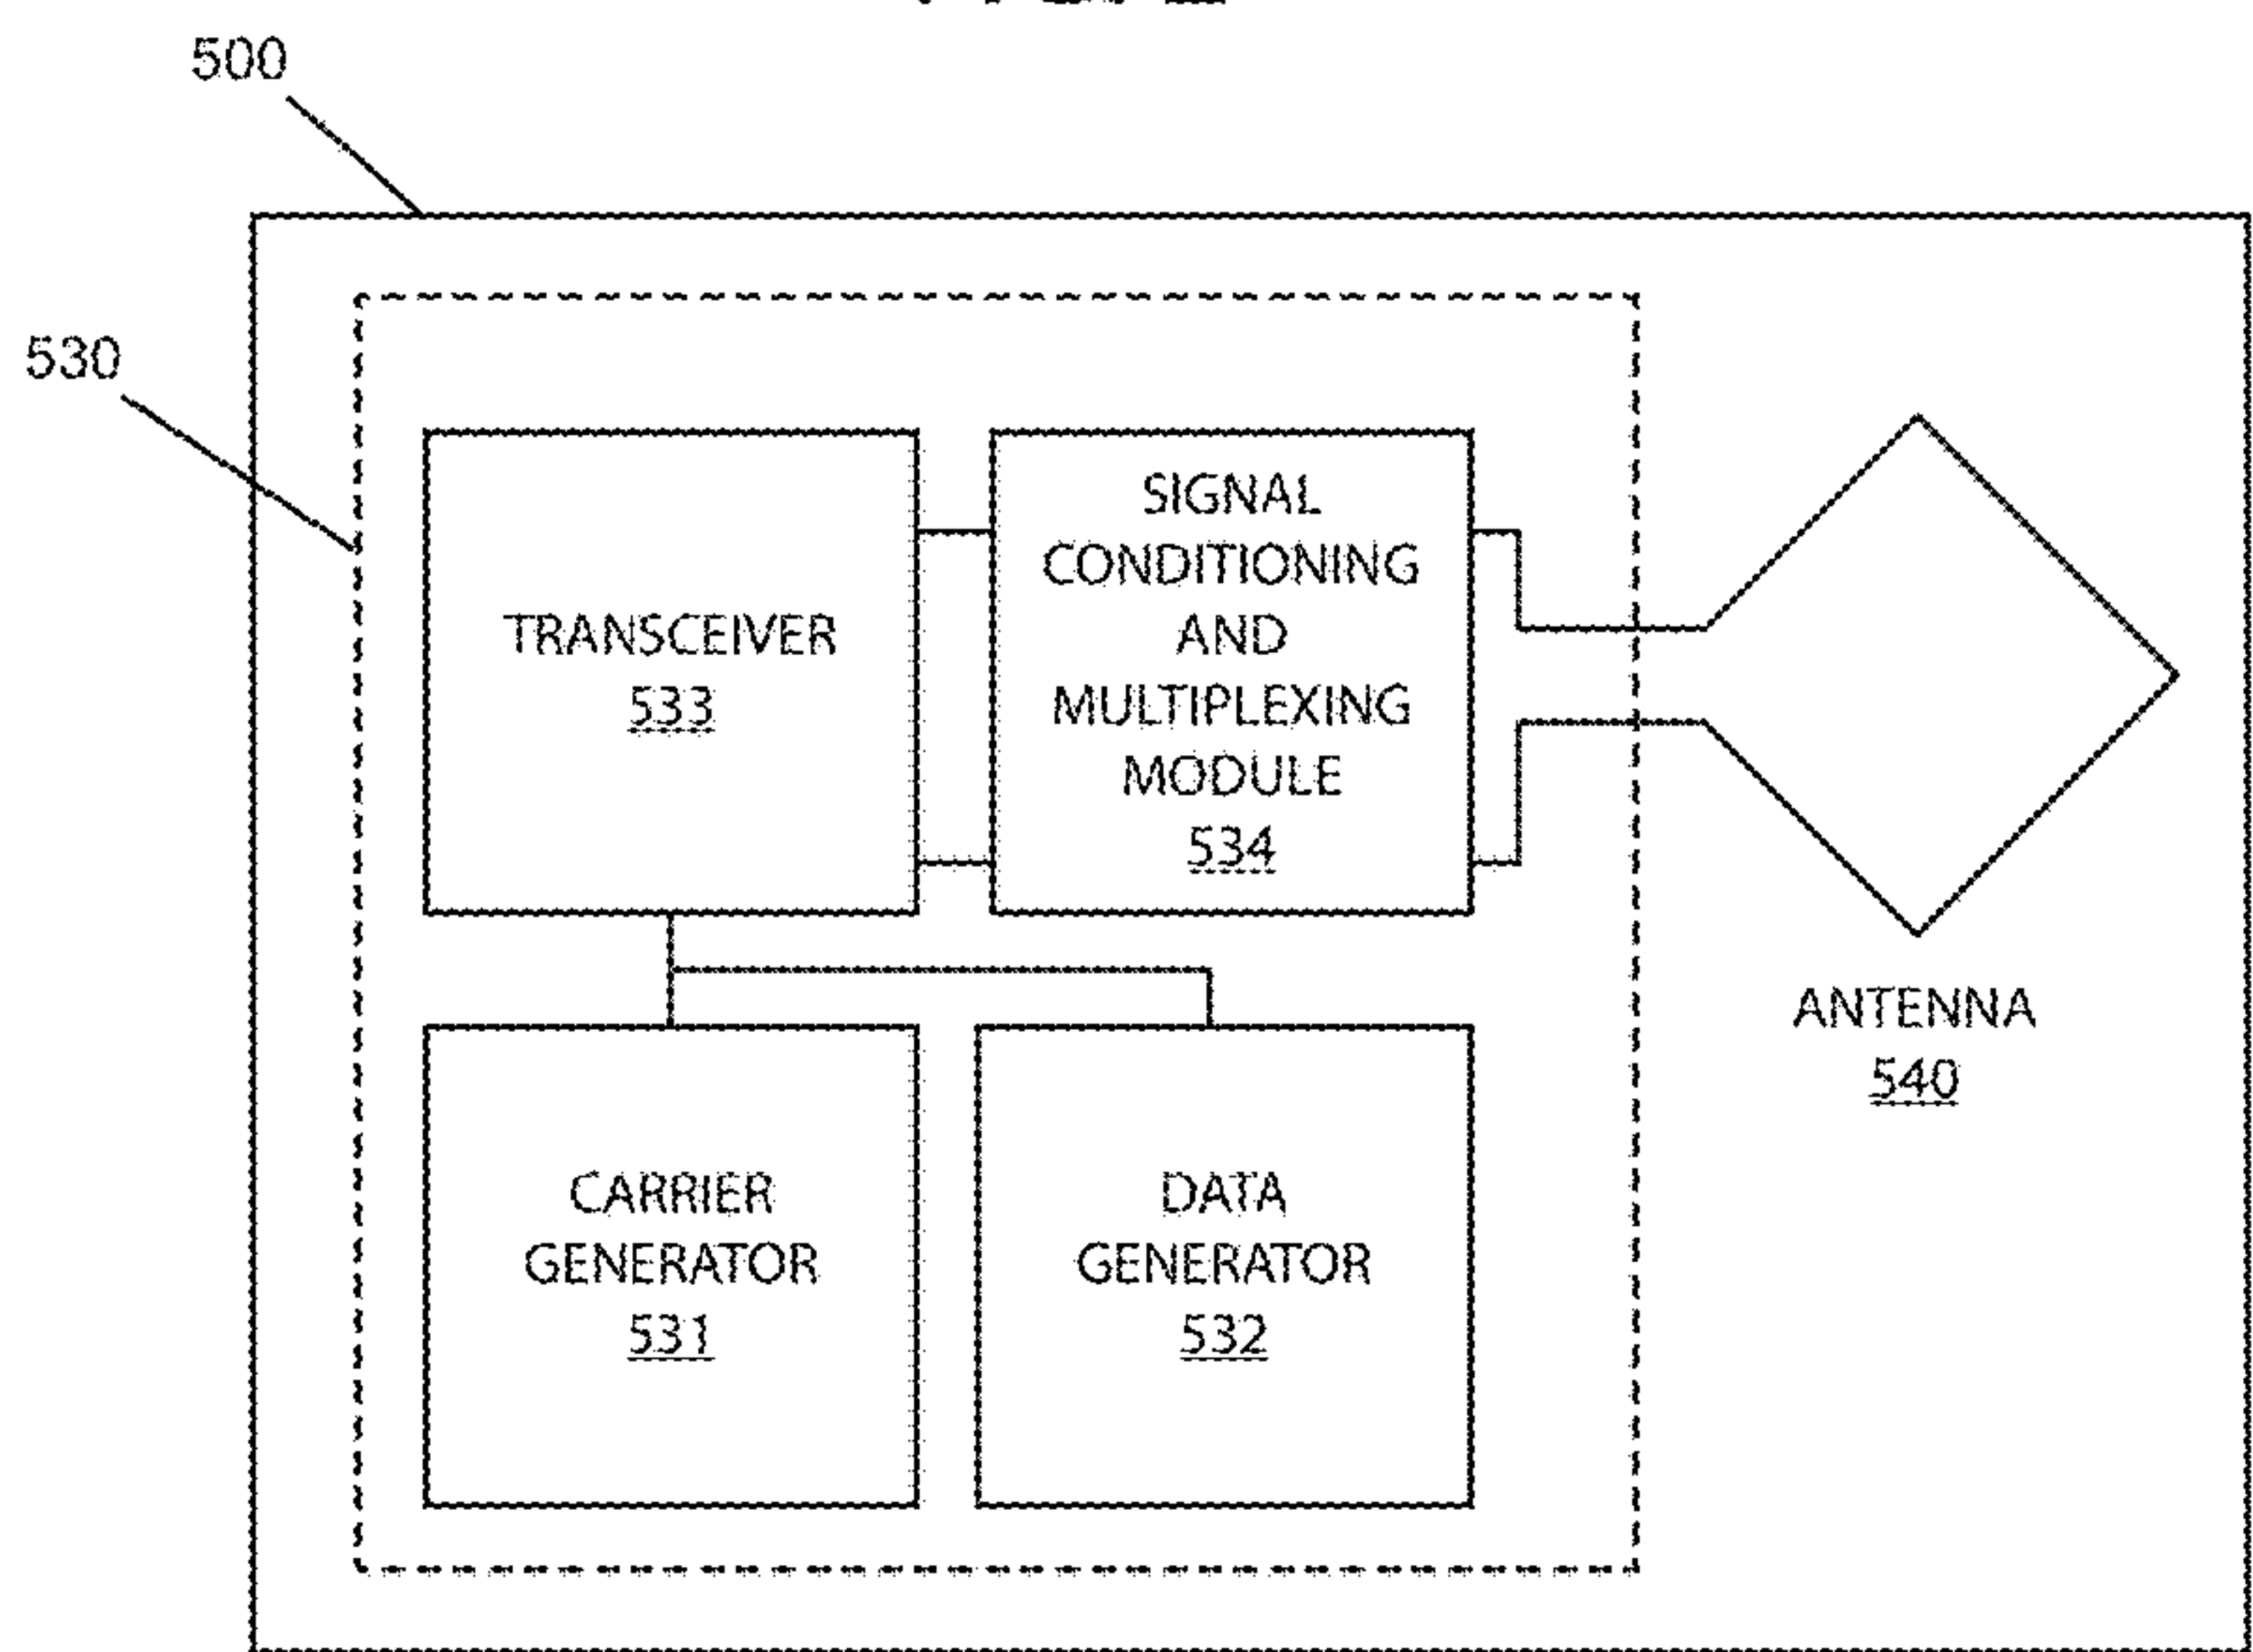 500
530
TRANSCEIVER
533
SIGNAL
CONDITIONING
AND
MULTIPLEXING
MODULE
534
ANTENNA
540
CARRIER
GENERATOR
531
DATA
GENERATOR
532